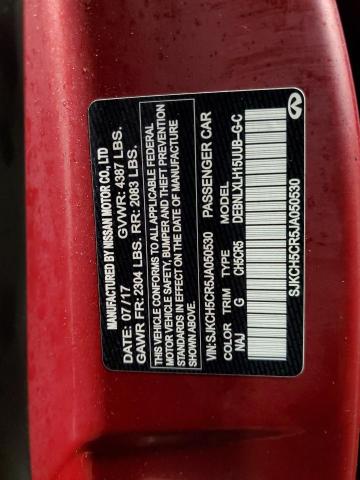 MANUFACTURED BY NISSAN MOTOR CO., LTD
DATE: 07/17 GVWR: 4387 LBS.
GAWR FR: 2304 LBS. RR: 2083 LBS.
THIS VEHICLE CONFORMS TO ALL APPLICABLE FEDERAL
MOTOR VEHICLE SAFETY, BUMPER AND THEFT PREVENTION
STANDARDS IN EFFECT ON THE DATE OF MANUFACTURE
SHOWN ABOVE.
VIN: SJKCH5CR5JA050530 PASSENGER CAR
COLOR TRIM TYPE MODEL
NAJ G CH5CR5 DEBNLXLH15UUB-G-C
SJKCH5CR5JA050530